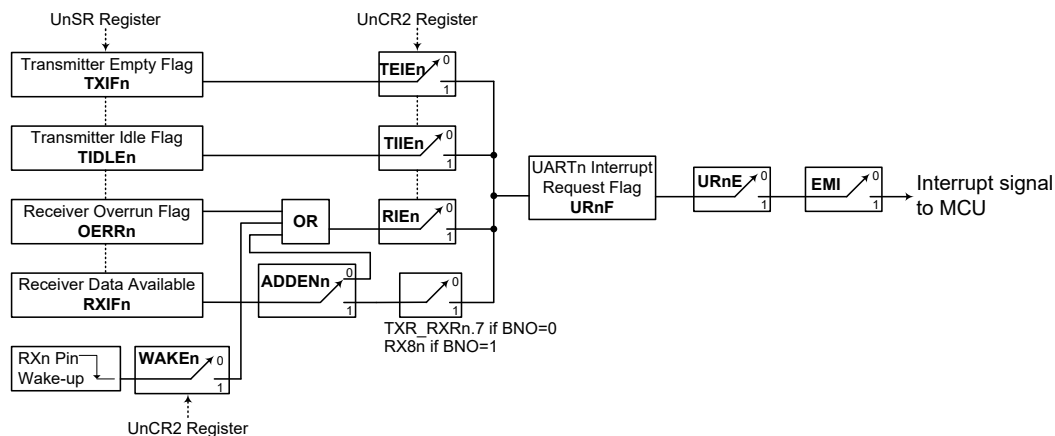 UnSR Register
UnCR2 Register
Transmitter Empty Flag
TXIFn
TEIEn
0
1
Transmitter Idle Flag
TIDLEn
TIIEn
0
1
UARTn Interrupt
Request Flag
URnF
URnE
0
1
EMI
0
1
Interrupt signal
to MCU
Receiver Overrun Flag
OERRn
OR
RIEn
0
1
Receiver Data Available
RXIFn
ADDENn
0
1
0
1
TXR_RXRn.7 if BNO=0
RX8n if BNO=1
RXn Pin
Wake-up
WAKEn
0
1
UnCR2 Register